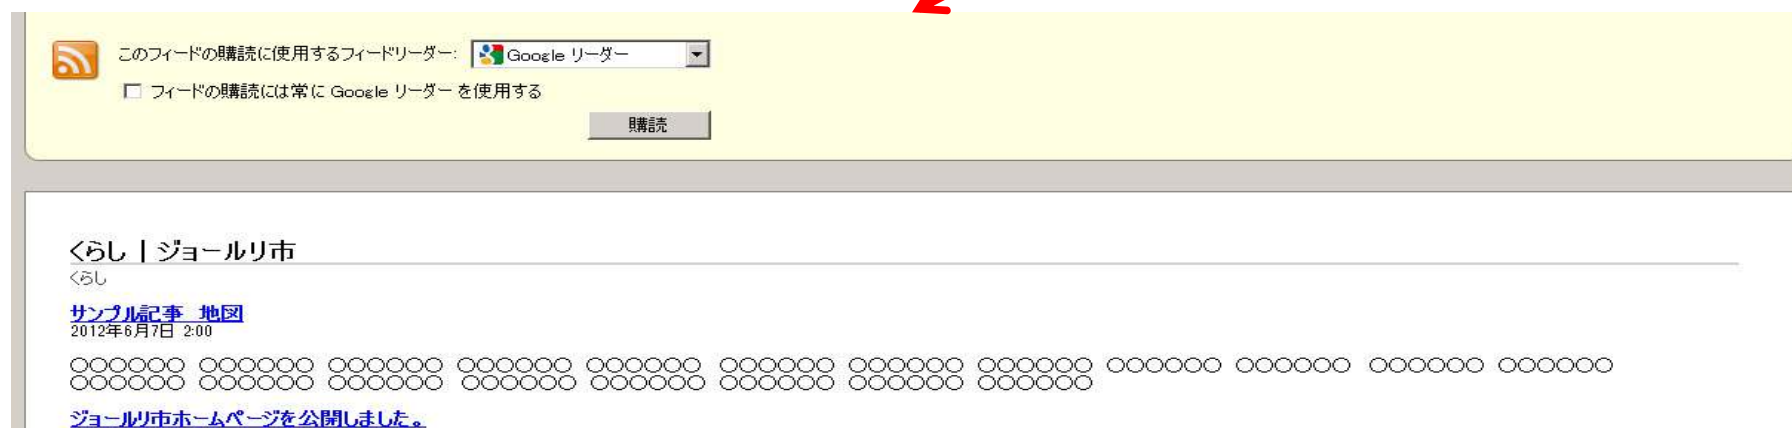 このフィードの購読に使用するフィードリーダー: Google リーダー
フィードの購読には常に Google リーダー を使用する
購読
くらし | ジョールリ市
くらし
サンプル記事　地図
2012年6月7日 2:00
○○○○○○ ○○○○○○ ○○○○○○ ○○○○○○ ○○○○○○ ○○○○○○ ○○○○○○ ○○○○○○ ○○○○○○ ○○○○○○ ○○○○○○ ○○○○○○
○○○○○○ ○○○○○○ ○○○○○○ ○○○○○○ ○○○○○○ ○○○○○○ ○○○○○○ ○○○○○○
ジョールリ市ホームページを公開しました。